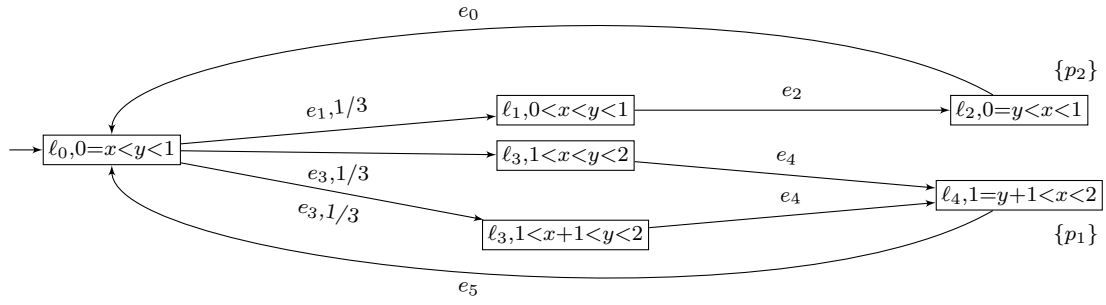 e₀
{p₂}
e₁,1/3
ℓ₁,0<x<y<1
e₂
ℓ₂,0=y<x<1
ℓ₀,0=x<y<1
ℓ₃,1<x<y<2
e₄
e₃,1/3
ℓ₄,1=y+1<x<2
e₃,1/3
e₄
ℓ₃,1<x+1<y<2
{p₁}
e₅